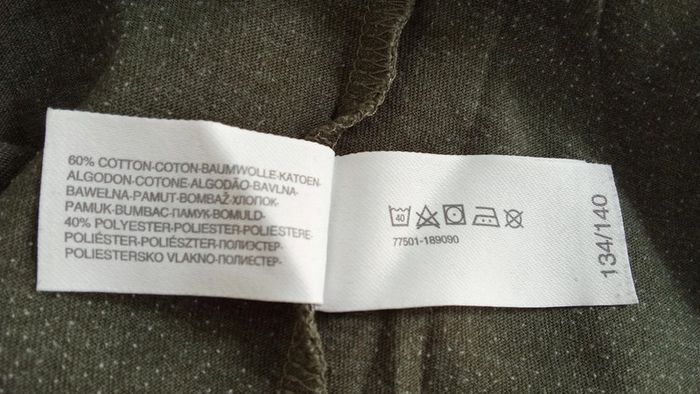 60% COTTON-COTON-BAUMWOLLE-KATOEN-
ALGODON-COTONE-ALGODÃO-BAVLNA-
BAWEŁNA-PAMUT-BOMBAŽ-ХЛОПОК-
PAMUK-BUMBAC-ПАМУК-BOMULD-
40% POLYESTER-POLIESTER-POLIESTERE-
POLIÉSTER-POLIÉSZTER-ПОЛИЭСТЕР-
POLIESTERSKO VLAKNO-ПОЛИЕСТЕР-
40
77501-189090
134/140